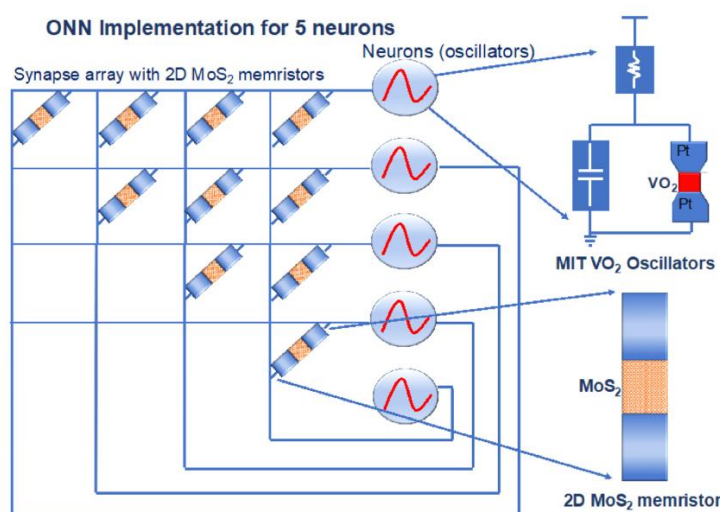 ONN Implementation for 5 neurons
Neurons (oscillators)
Synapse array with 2D MoS₂ memristors
Pt
VO₂
Pt
MIT VO₂ Oscillators
MoS₂
2D MoS₂ memristor